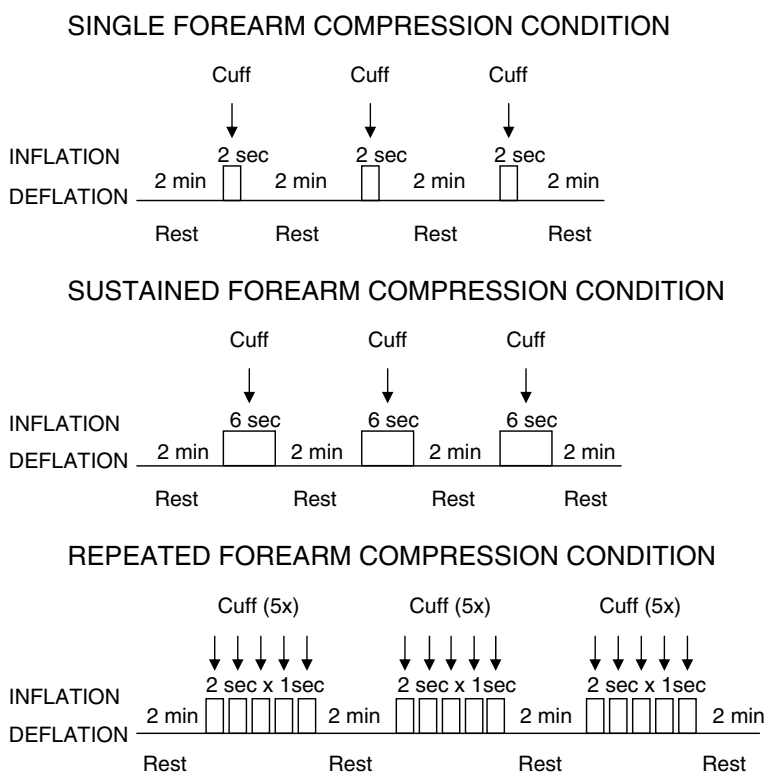 SINGLE FOREARM COMPRESSION CONDITION
Cuff Cuff Cuff
INFLATION 2 sec 2 sec 2 sec
DEFLATION 2 min 2 min 2 min 2 min
Rest Rest Rest Rest
SUSTAINED FOREARM COMPRESSION CONDITION
Cuff Cuff Cuff
INFLATION 6 sec 6 sec 6 sec
DEFLATION 2 min 2 min 2 min 2 min
Rest Rest Rest Rest
REPEATED FOREARM COMPRESSION CONDITION
Cuff (5x) Cuff (5x) Cuff (5x)
INFLATION 2 sec x 1sec 2 sec x 1sec 2 sec x 1sec
DEFLATION 2 min 2 min 2 min 2 min
Rest Rest Rest Rest